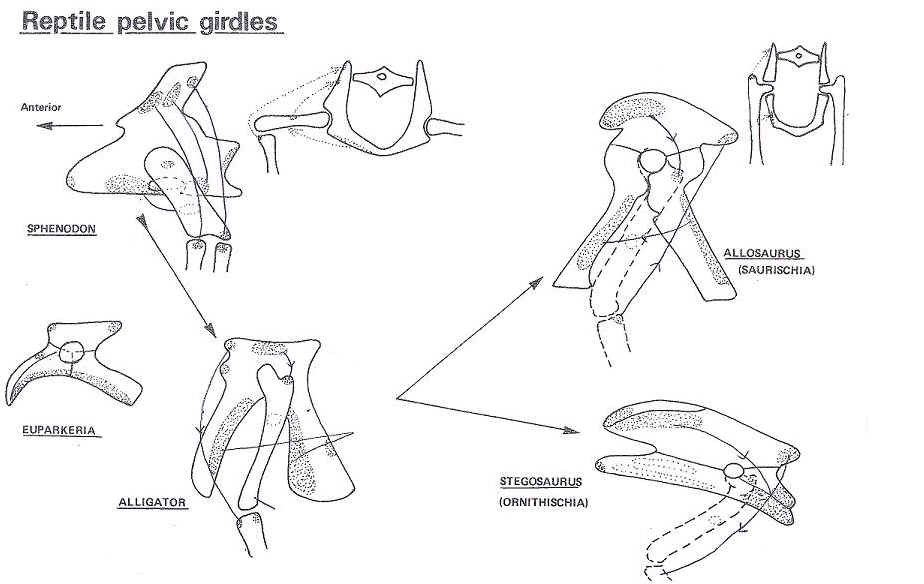 Reptile pelvic girdles
Anterior
SPHENODON
ALLOSAURUS
(SAURISCHIA)
EUPARKERIA
ALLIGATOR
STEGOSAURUS
(ORNITHISCHIA)